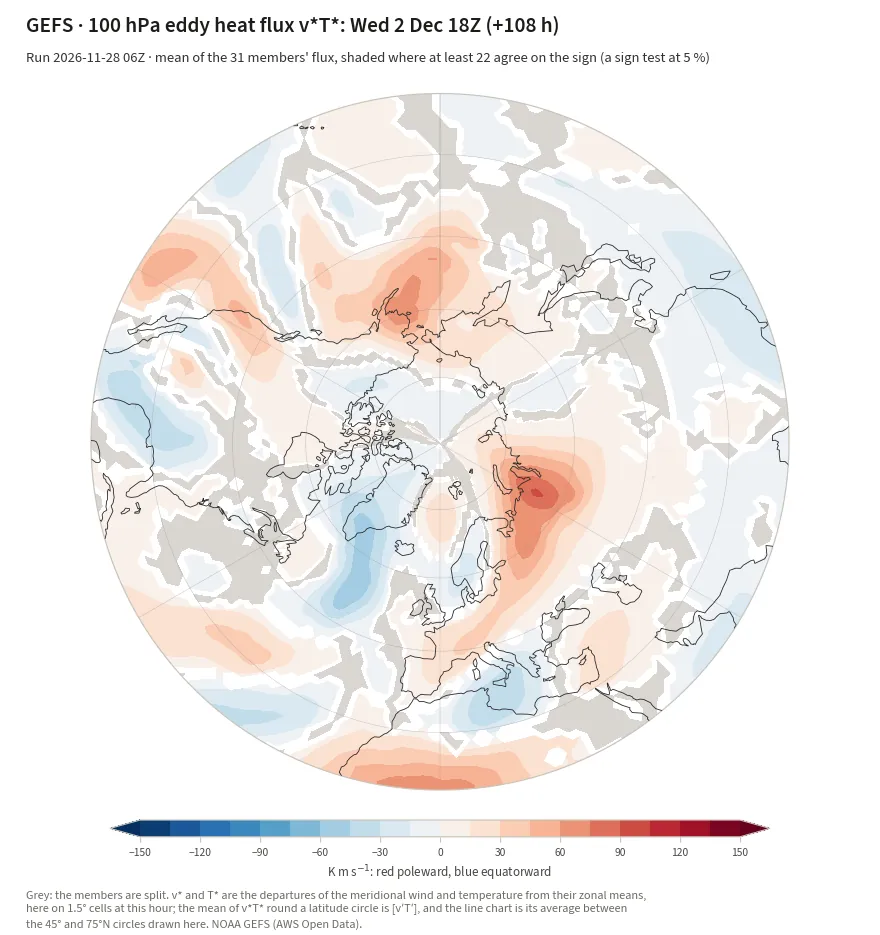 GEFS · 100 hPa eddy heat flux v*T*: Wed 2 Dec 18Z (+108 h)
Run 2026-11-28 06Z · mean of the 31 members' flux, shaded where at least 22 agree on the sign (a sign test at 5 %)
−150 −120 −90 −60 −30 0 30 60 90 120 150
K m s⁻¹: red poleward, blue equatorward
Grey: the members are split. v* and T* are the departures of the meridional wind and temperature from their zonal means,
here on 1.5° cells at this hour; the mean of v*T* round a latitude circle is [v'T'], and the line chart is its average between
the 45° and 75°N circles drawn here. NOAA GEFS (AWS Open Data).